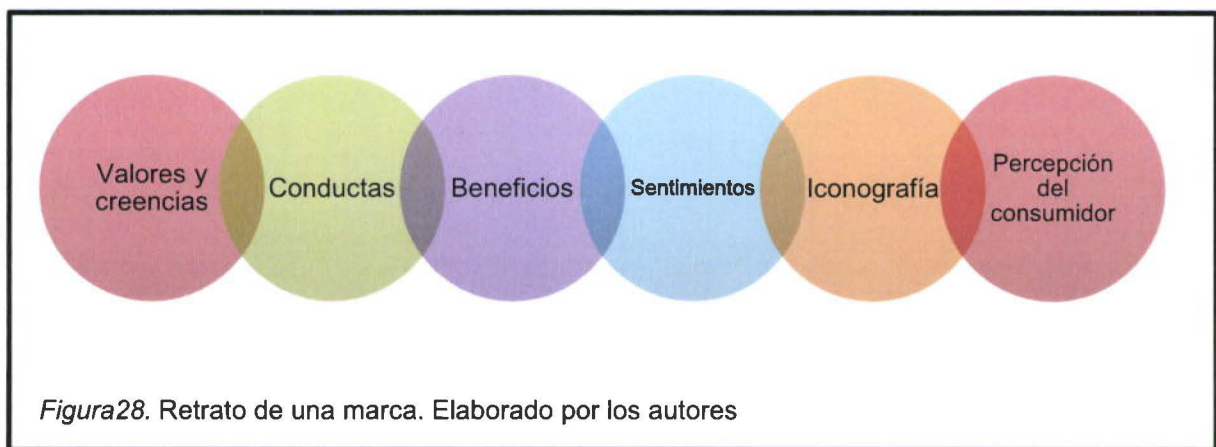 Valores y
creencias
Conductas
Beneficios
Sentimientos
Iconografía
Percepción
del
consumidor
Figura28. Retrato de una marca. Elaborado por los autores